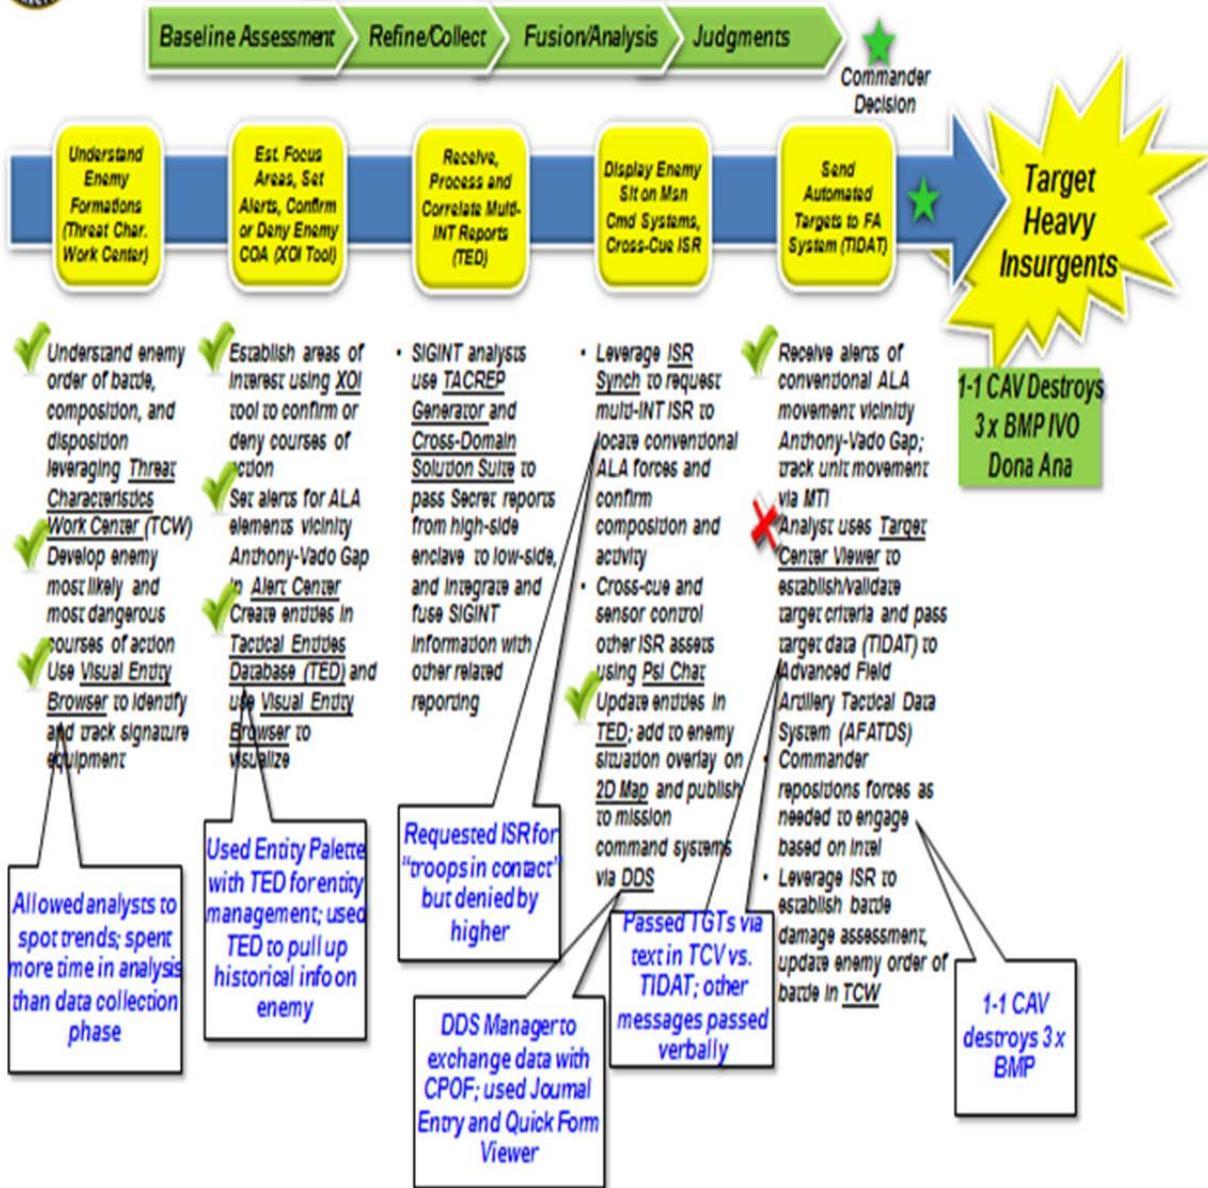 Baseline Assessment
Refine/Collect
Fusion/Analysis
Judgments
Commander
Decision
Understand
Enemy
Formations
(Threat Char.
Work Center)
Est. Focus
Areas, Set
Alerts, Confirm
or Deny Enemy
COA (XOI Tool)
Receive,
Process and
Correlate Multi-
INT Reports
(TED)
Display Enemy
Sit on Msn
Cmd Systems,
Cross-Cue ISR
Send
Automated
Targets to FA
System (TIDAT)
Target
Heavy
Insurgents
1-1 CAV Destroys
3 x BMP IVO
Dona Ana
Understand enemy
order of battle,
composition, and
disposition
leveraging Threat
Characteristics
Work Center (TCW)
Develop enemy
most likely and
most dangerous
courses of action
Use Visual Entity
Browser to identify
and track signature
equipment
Allowed analysts to
spot trends; spent
more time in analysis
than data collection
phase
Establish areas of
interest using XOI
tool to confirm or
deny courses of
action
Set alerts for ALA
elements vicinity
Anthony-Vado Gap
in Alert Center
Create entities in
Tactical Entities
Database (TED) and
use Visual Entity
Browser to
visualize
Used Entity Palette
with TED for entity
management; used
TED to pull up
historical info on
enemy
• SIGINT analysts
use TACREP
Generator and
Cross-Domain
Solution Suite to
pass Secret reports
from high-side
enclave to low-side,
and integrate and
fuse SIGINT
information with
other related
reporting
Requested ISR for
"troops in contact"
but denied by
higher
• Leverage ISR
Synch to request
multi-INT ISR to
locate conventional
ALA forces and
confirm
composition and
activity
• Cross-cue and
sensor control
other ISR assets
using Psi Chat
Update entities in
TED; add to enemy
situation overlay on
2D Map and publish
to mission
command systems
via DDS
DDS Manager to
exchange data with
CPOF; used Journal
Entry and Quick Form
Viewer
Receive alerts of
conventional ALA
movement vicinity
Anthony-Vado Gap;
track unit movement
via MTI
Analyst uses Target
Center Viewer to
establish/validate
target criteria and pass
target data (TIDAT) to
Advanced Field
Artillery Tactical Data
System (AFATDS)
• Commander
repositions forces as
needed to engage
based on intel
• Leverage ISR to
establish battle
damage assessment,
update enemy order of
battle in TCW
Passed TGTs via
text in TCV vs.
TIDAT; other
messages passed
verbally
1-1 CAV
destroys 3 x
BMP